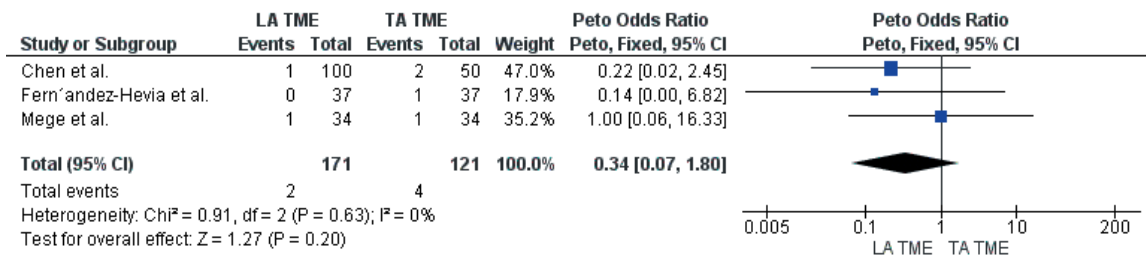 LA TME TA TME Peto Odds Ratio Peto Odds Ratio
Study or Subgroup Events Total Events Total Weight Peto, Fixed, 95% CI Peto, Fixed, 95% CI
Chen et al. 1 100 2 50 47.0% 0.22 [0.02, 2.45]
Fern´andez-Hevia et al. 0 37 1 37 17.9% 0.14 [0.00, 6.82]
Mege et al. 1 34 1 34 35.2% 1.00 [0.06, 16.33]
Total (95% CI) 171 121 100.0% 0.34 [0.07, 1.80]
Total events 2 4
Heterogeneity: Chi² = 0.91, df = 2 (P = 0.63); I² = 0%
Test for overall effect: Z = 1.27 (P = 0.20)
0.005 0.1 1 10 200
LA TME TA TME